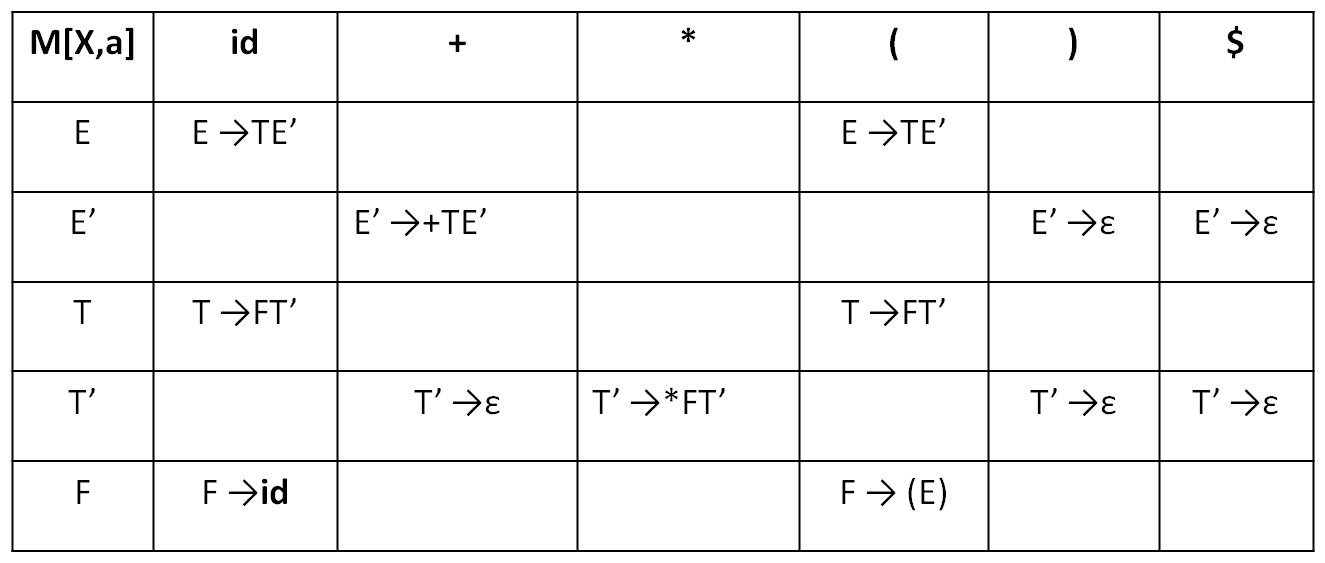 M[X,a] id + * ( ) $
E E →TE’ E →TE’
E’ E’ →+TE’ E’ →ε E’ →ε
T T →FT’ T →FT’
T’ T’ →ε T’ →*FT’ T’ →ε T’ →ε
F F →id F → (E)